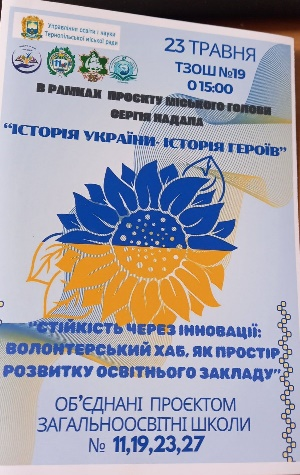 Управління освіти і науки
Тернопільської міської ради
23 ТРАВНЯ
ТЗОШ №19
О 15:00
В РАМКАХ ПРОЄКТУ МІСЬКОГО ГОЛОВИ
СЕРГІЯ НАДАЛА
"ІСТОРІЯ УКРАЇНИ- ІСТОРІЯ ГЕРОЇВ"
"СТІЙКІСТЬ ЧЕРЕЗ ІННОВАЦІЇ:
ВОЛОНТЕРСЬКИЙ ХАБ, ЯК ПРОСТІР
РОЗВИТКУ ОСВІТНЬОГО ЗАКЛАДУ"
ОБ'ЄДНАНІ ПРОЄКТОМ
ЗАГАЛЬНООСВІТНІ ШКОЛИ
№ 11,19,23,27